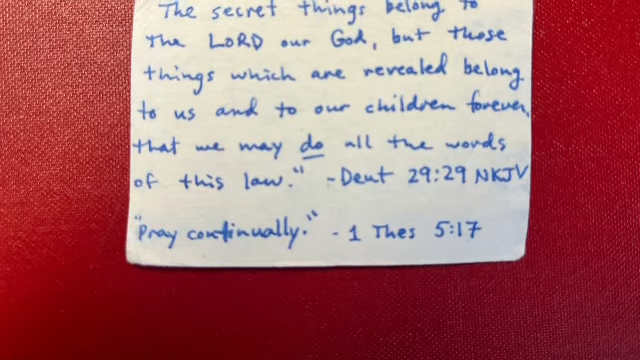 The secret things belong to
the LORD our God, but those
things which are revealed belong
to us and to our children forever,
that we may do all the words
of this law." -Deut 29:29 NKJV
"Pray continually." - 1 Thes 5:17